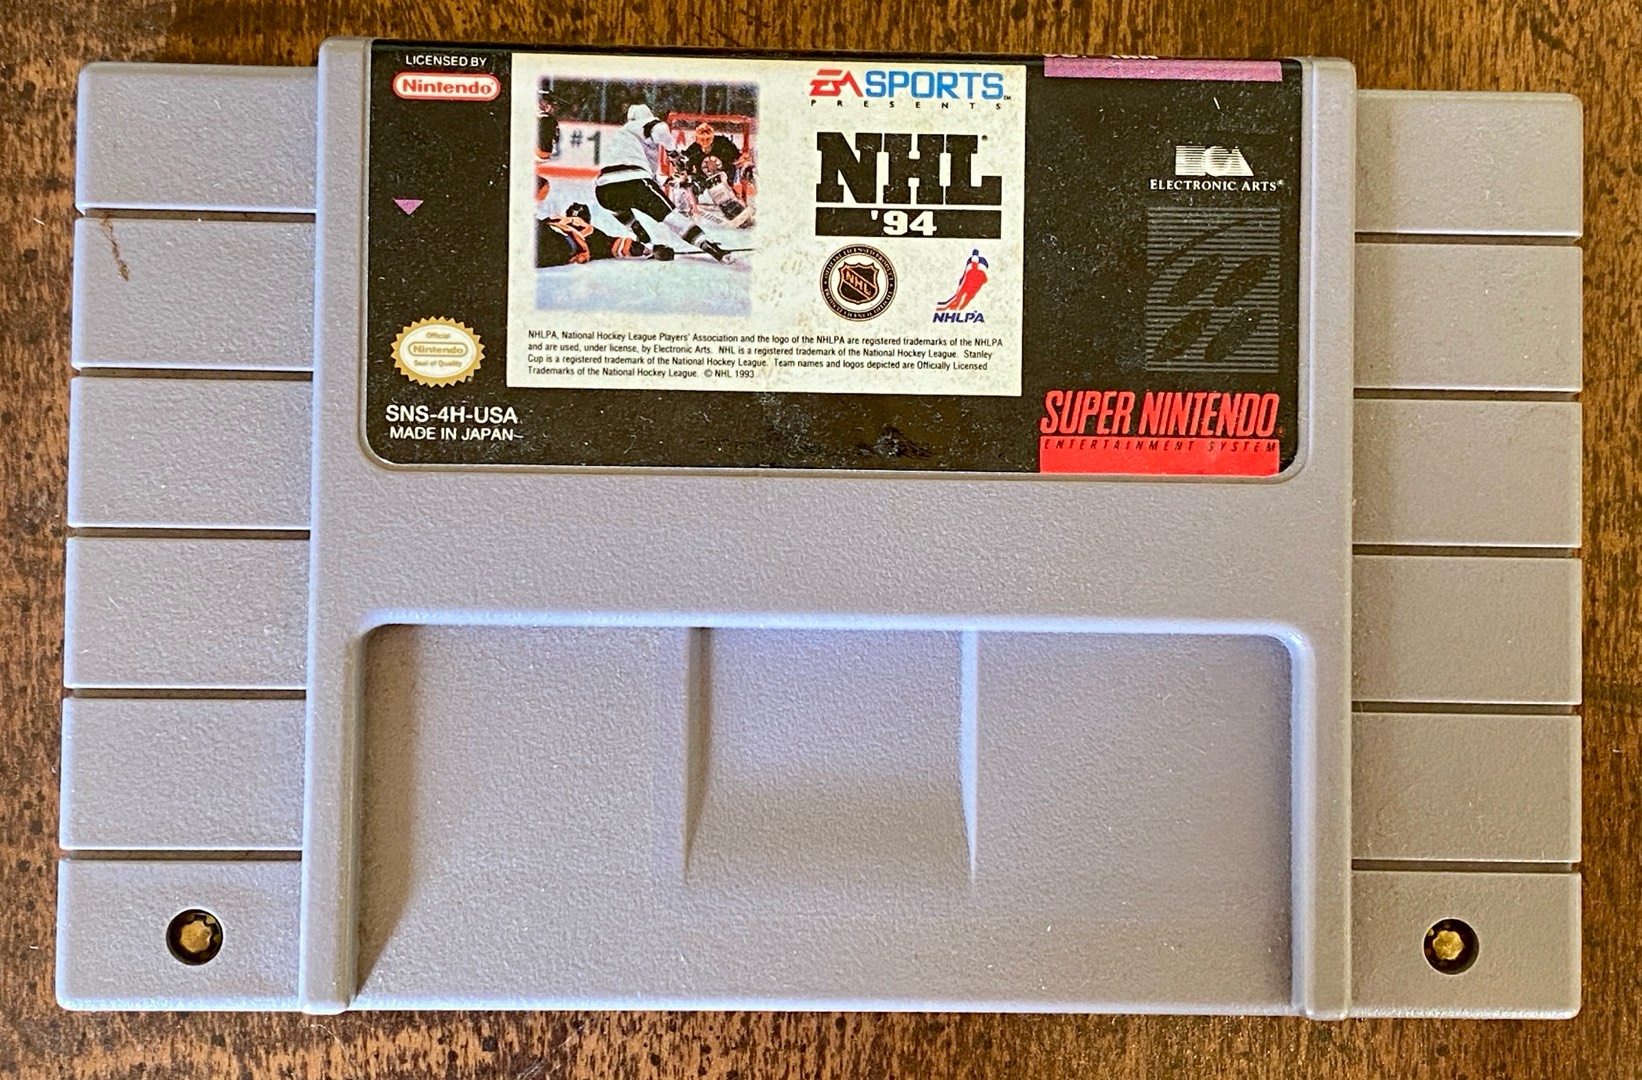 LICENSED BY
Nintendo
Official
Nintendo
Seal of Quality
SNS-4H-USA
MADE IN JAPAN
#1
EA SPORTS™
PRESENTS
NHL®
'94
NHL
NHLPA
NHLPA, National Hockey League Players' Association and the logo of the NHLPA are registered trademarks of the NHLPA
and are used, under license, by Electronic Arts. NHL is a registered trademark of the National Hockey League. Stanley
Cup is a registered trademark of the National Hockey League. Team names and logos depicted are Officially Licensed
Trademarks of the National Hockey League. © NHL 1993
EA
ELECTRONIC ARTS®
SUPER NINTENDO
ENTERTAINMENT SYSTEM